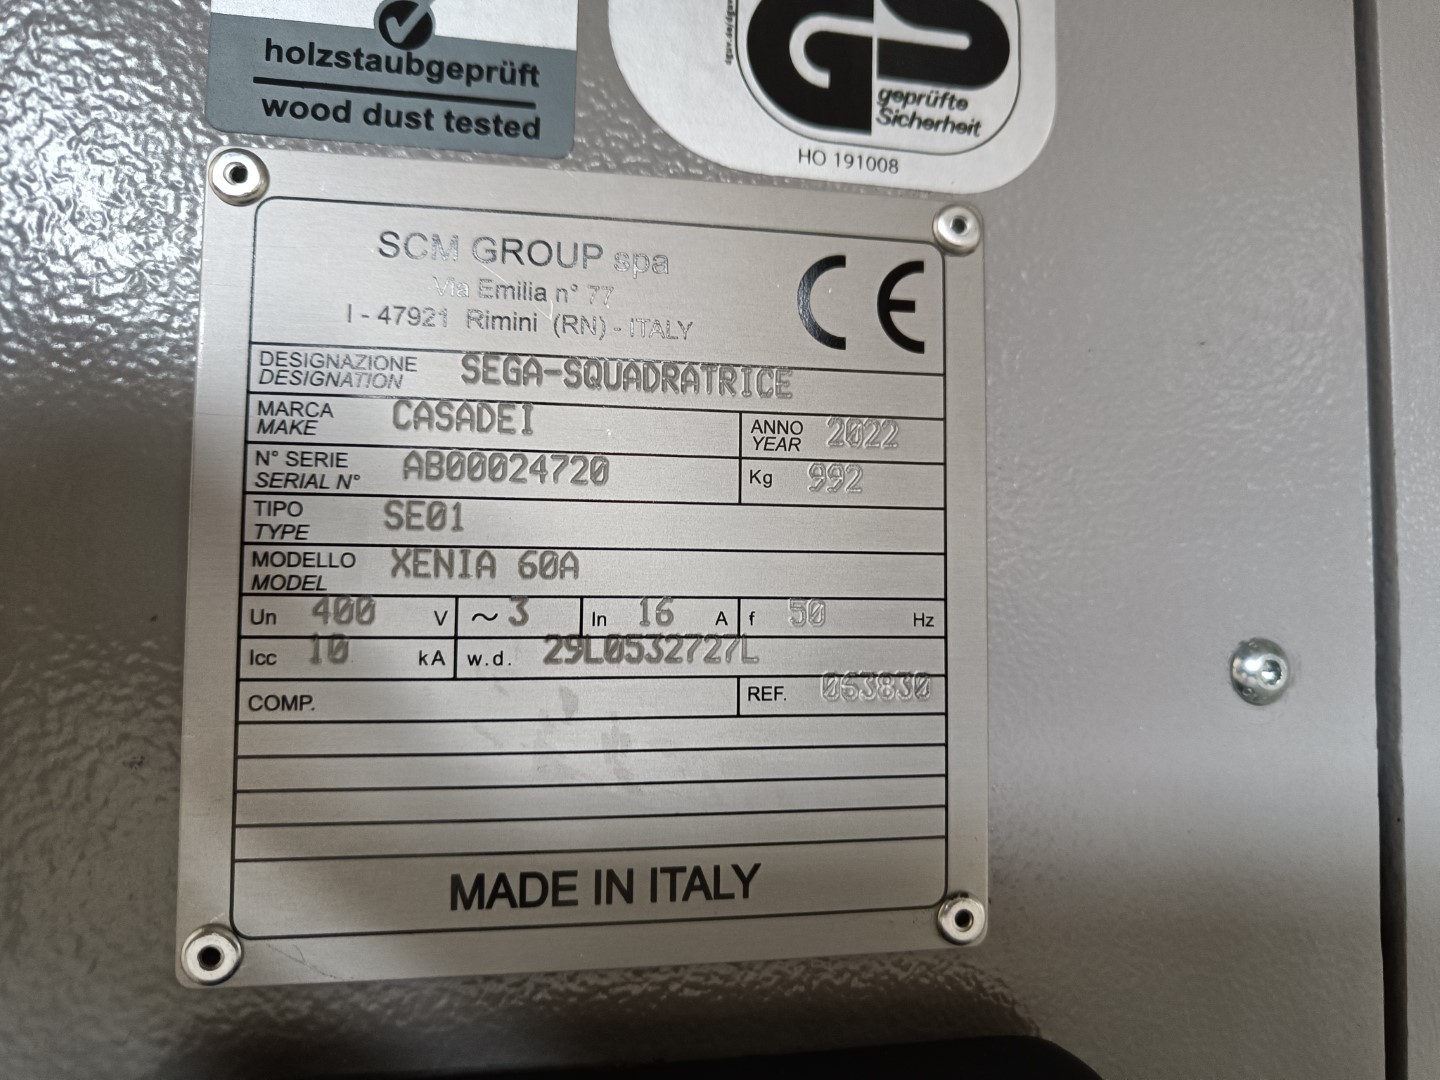 holzstaubgeprüft
wood dust tested
geprüfte
Sicherheit
HO 191008
SCM GROUP spa
Via Emilia n° 77
I - 47921 Rimini (RN) - ITALY
CE
DESIGNAZIONE
DESIGNATION
SEGA-SQUADRATRICE
MARCA
MAKE
CASADEI
ANNO
YEAR
2022
N° SERIE
SERIAL N°
AB00024720
Kg 992
TIPO
TYPE
SE01
MODELLO
MODEL
XENIA 60A
Un 400 V ~ 3 In 16 A f 50 Hz
Icc 10 kA w.d. 29L0532727L
COMP. REF. 063830
MADE IN ITALY